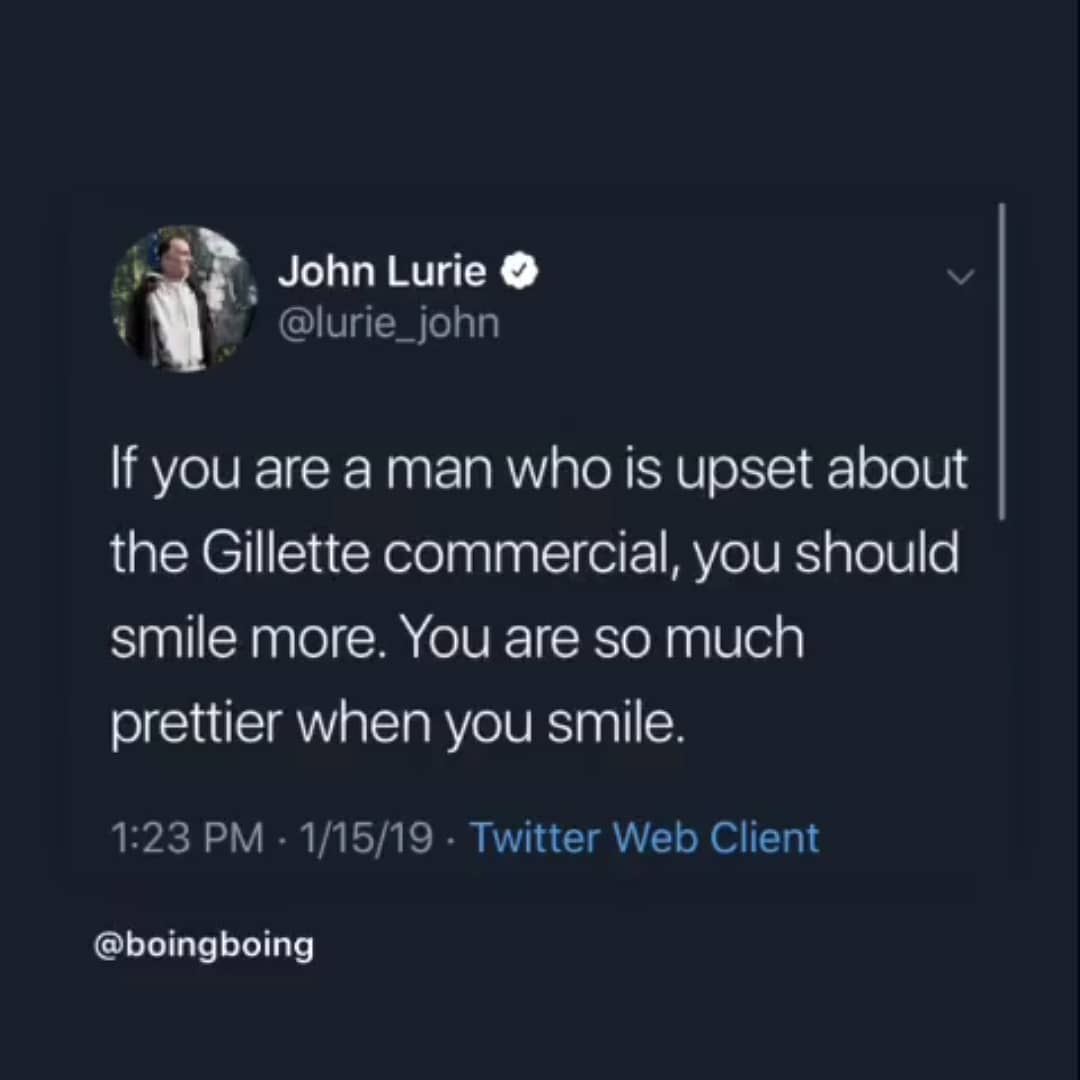 John Lurie
@lurie_john
If you are a man who is upset about
the Gillette commercial, you should
smile more. You are so much
prettier when you smile.
1:23 PM · 1/15/19 · Twitter Web Client
@boingboing